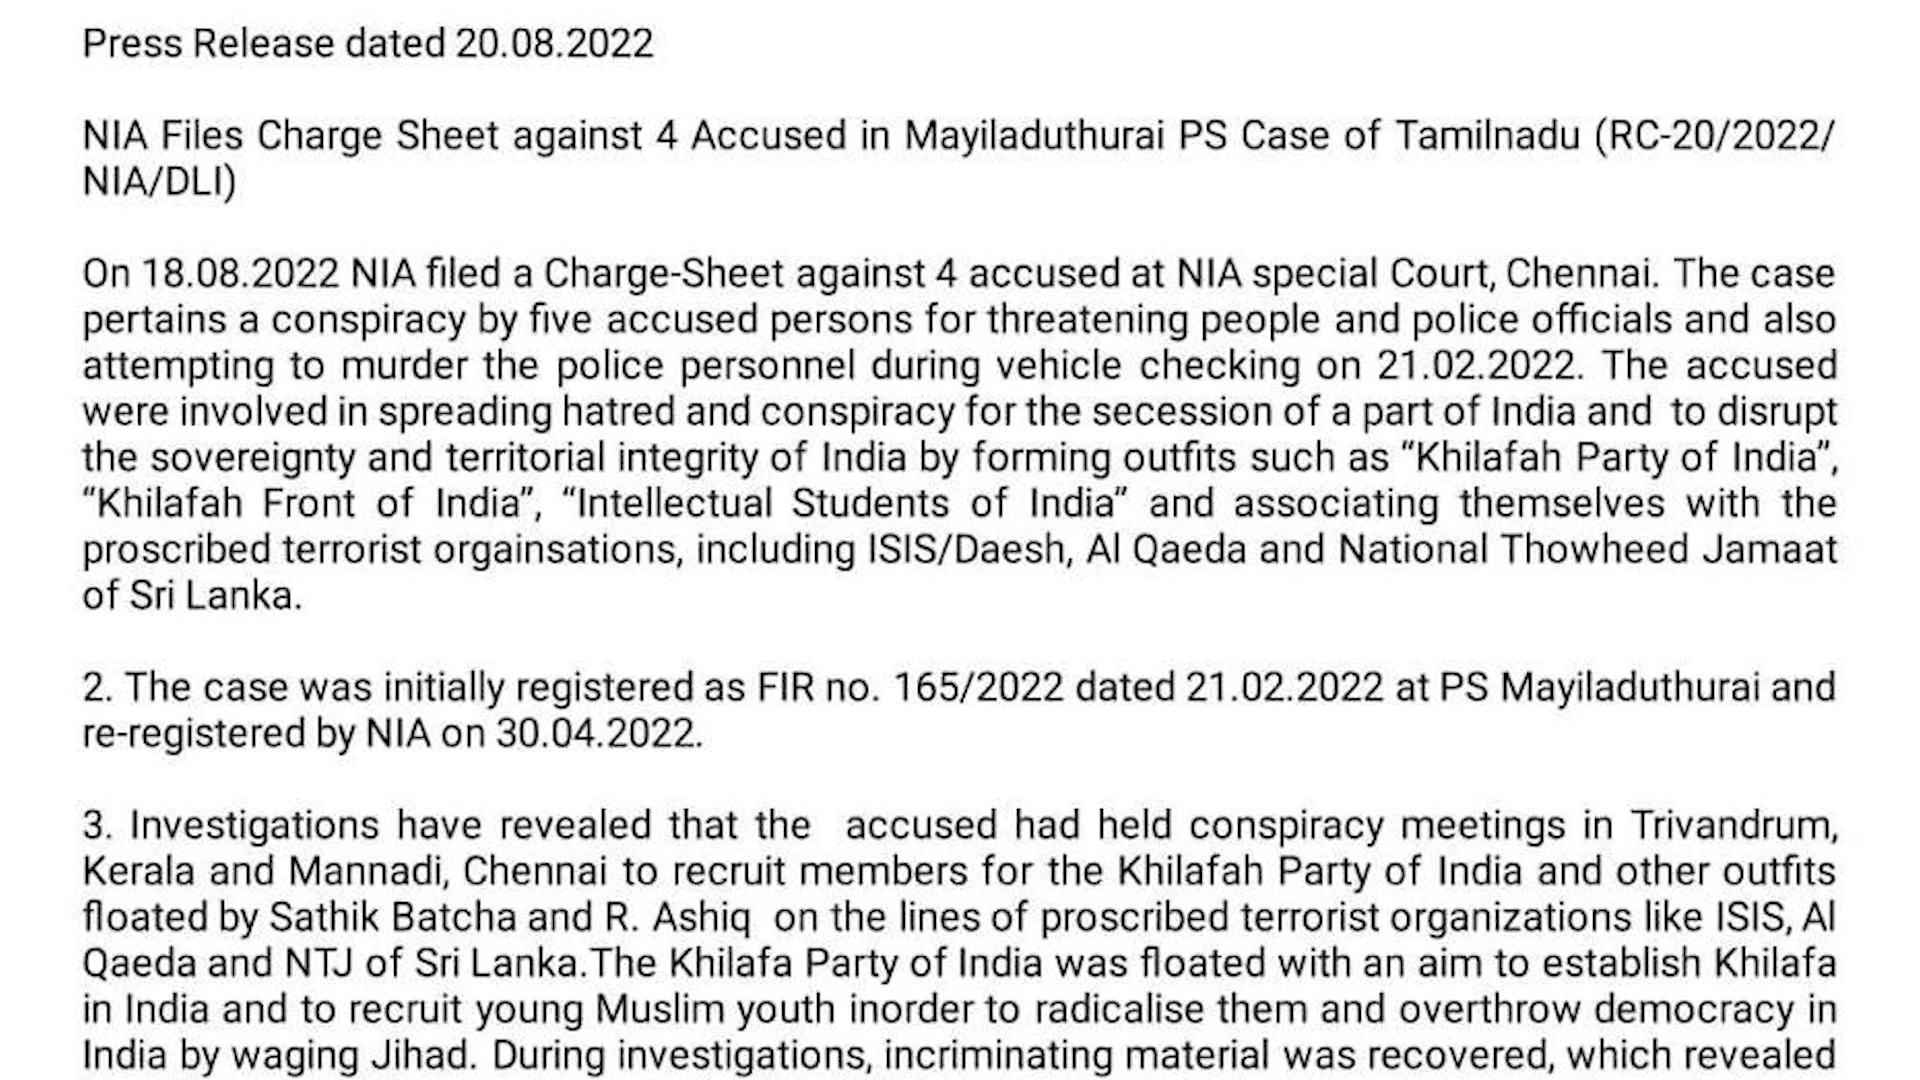 Press Release dated 20.08.2022
NIA Files Charge Sheet against 4 Accused in Mayiladuthurai PS Case of Tamilnadu (RC-20/2022/
NIA/DLI)
On 18.08.2022 NIA filed a Charge-Sheet against 4 accused at NIA special Court, Chennai. The case
pertains a conspiracy by five accused persons for threatening people and police officials and also
attempting to murder the police personnel during vehicle checking on 21.02.2022. The accused
were involved in spreading hatred and conspiracy for the secession of a part of India and to disrupt
the sovereignty and territorial integrity of India by forming outfits such as “Khilafah Party of India”,
“Khilafah Front of India”, “Intellectual Students of India” and associating themselves with the
proscribed terrorist orgainsations, including ISIS/Daesh, Al Qaeda and National Thowheed Jamaat
of Sri Lanka.
2. The case was initially registered as FIR no. 165/2022 dated 21.02.2022 at PS Mayiladuthurai and
re-registered by NIA on 30.04.2022.
3. Investigations have revealed that the accused had held conspiracy meetings in Trivandrum,
Kerala and Mannadi, Chennai to recruit members for the Khilafah Party of India and other outfits
floated by Sathik Batcha and R. Ashiq on the lines of proscribed terrorist organizations like ISIS, Al
Qaeda and NTJ of Sri Lanka.The Khilafa Party of India was floated with an aim to establish Khilafa
in India and to recruit young Muslim youth inorder to radicalise them and overthrow democracy in
India by waging Jihad. During investigations, incriminating material was recovered, which revealed